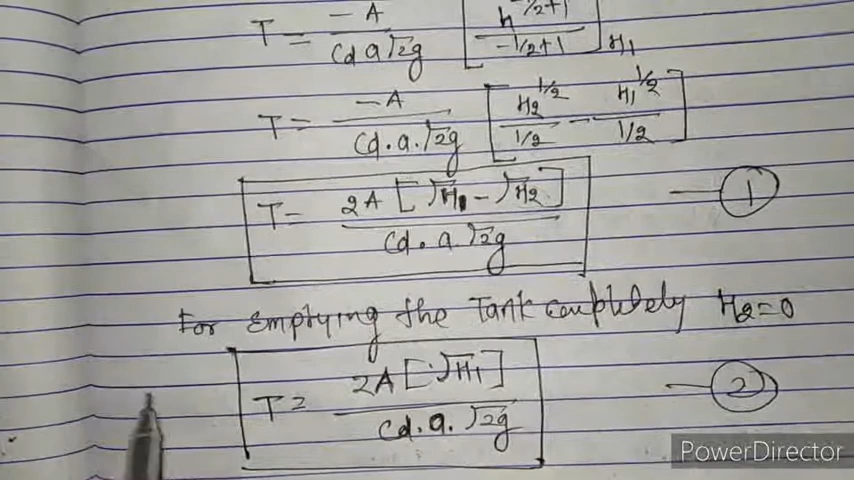 T = -A / Cd a √2g [ h^-1/2+1 / -1/2+1 ] H1
T = -A / Cd . a . √2g [ H2^1/2 / 1/2 - H1^1/2 / 1/2 ]
T = 2A [ √H1 - √H2 ] / Cd . a √2g — 1
For emptying the Tank completely H2 = 0
T = 2A [ √H1 ] / Cd . a . √2g — 2
PowerDirector